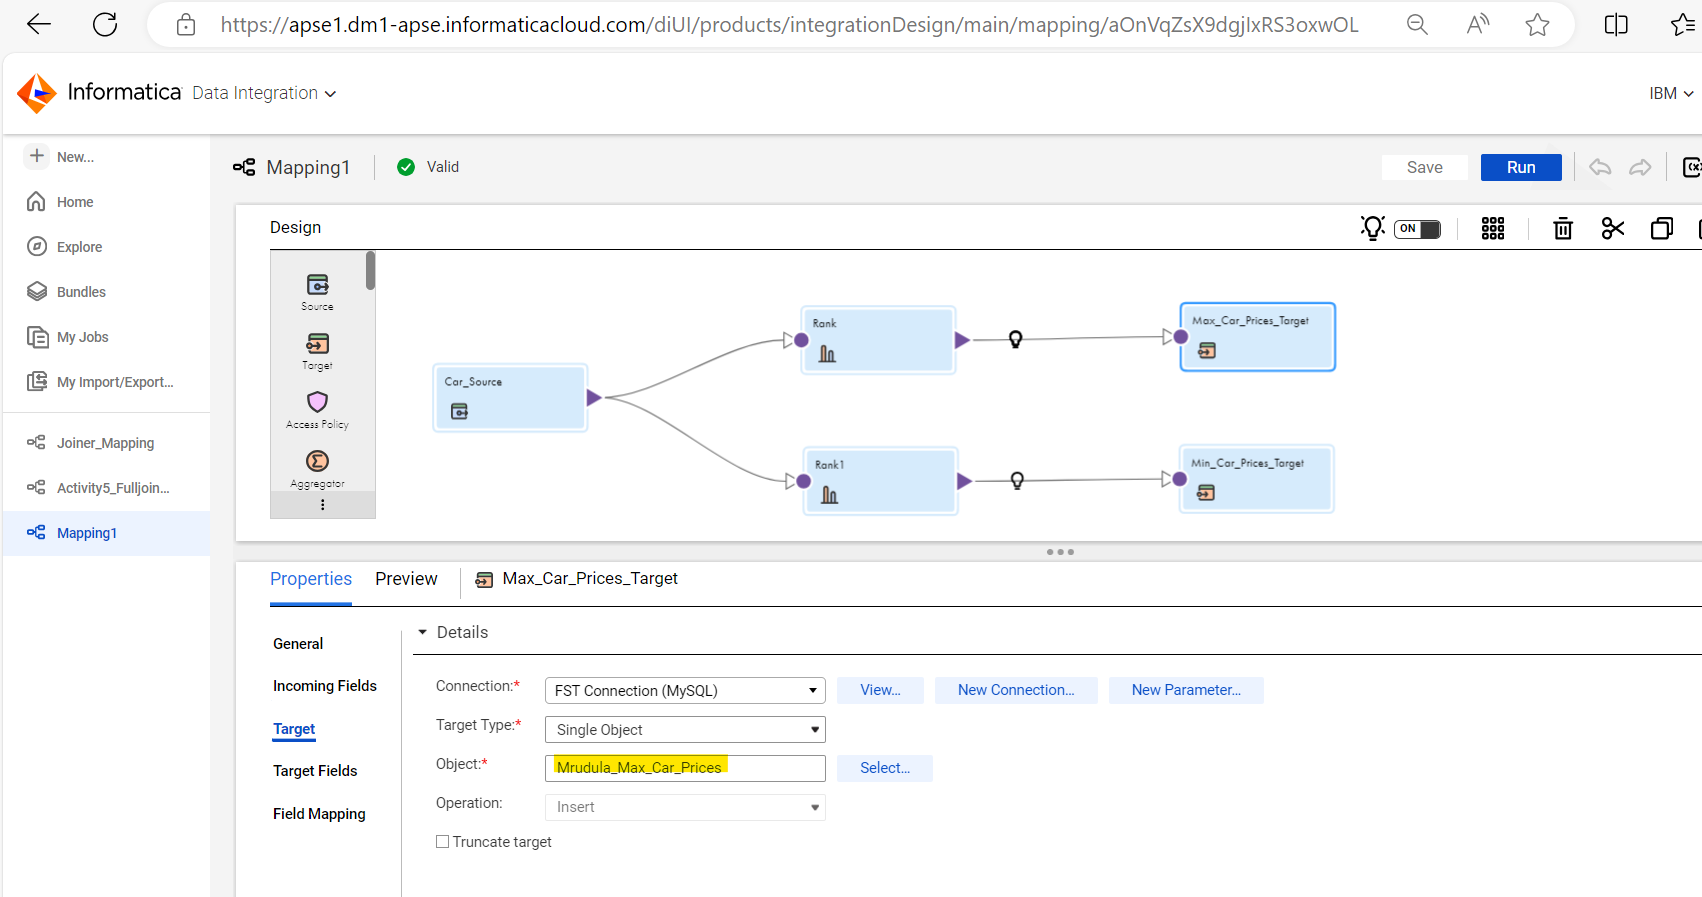 https://apse1.dm1-apse.informaticacloud.com/diUI/products/integrationDesign/main/mapping/aOnVqZsX9dgjIxRS3oxwOL
Informatica Data Integration
IBM
New...
Home
Explore
Bundles
My Jobs
My Import/Export...
Joiner_Mapping
Activity5_Fulljoin...
Mapping1
Mapping1
Valid
Save
Run
Design
ON
Source
Target
Access Policy
Aggregator
Car_Source
Rank
Max_Car_Prices_Target
Rank1
Min_Car_Prices_Target
Properties
Preview
Max_Car_Prices_Target
General
Incoming Fields
Target
Target Fields
Field Mapping
Details
Connection:* FST Connection (MySQL) View... New Connection... New Parameter...
Target Type:* Single Object
Object:* Mrudula_Max_Car_Prices Select...
Operation: Insert
Truncate target